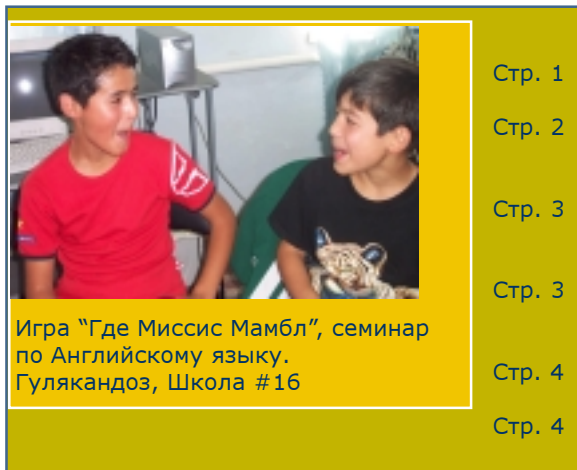 Игра “Где Миссис Мамбл”, семинар
по Английскому языку.
Гулякандоз, Школа #16
Стр. 1
Стр. 2
Стр. 3
Стр. 3
Стр. 4
Стр. 4